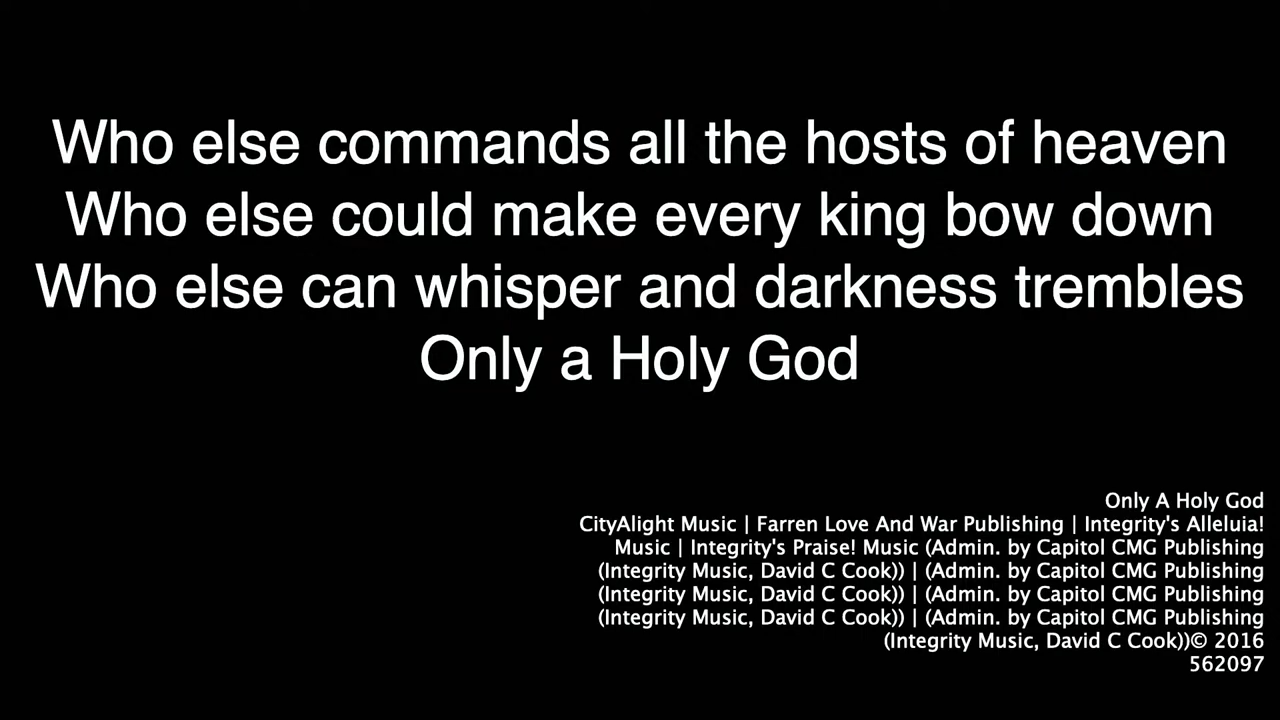 Who else commands all the hosts of heaven
Who else could make every king bow down
Who else can whisper and darkness trembles
Only a Holy God
Only A Holy God
CityAlight Music | Farren Love And War Publishing | Integrity's Alleluia!
Music | Integrity's Praise! Music (Admin. by Capitol CMG Publishing
(Integrity Music, David C Cook)) | (Admin. by Capitol CMG Publishing
(Integrity Music, David C Cook)) | (Admin. by Capitol CMG Publishing
(Integrity Music, David C Cook)) | (Admin. by Capitol CMG Publishing
(Integrity Music, David C Cook))© 2016
562097